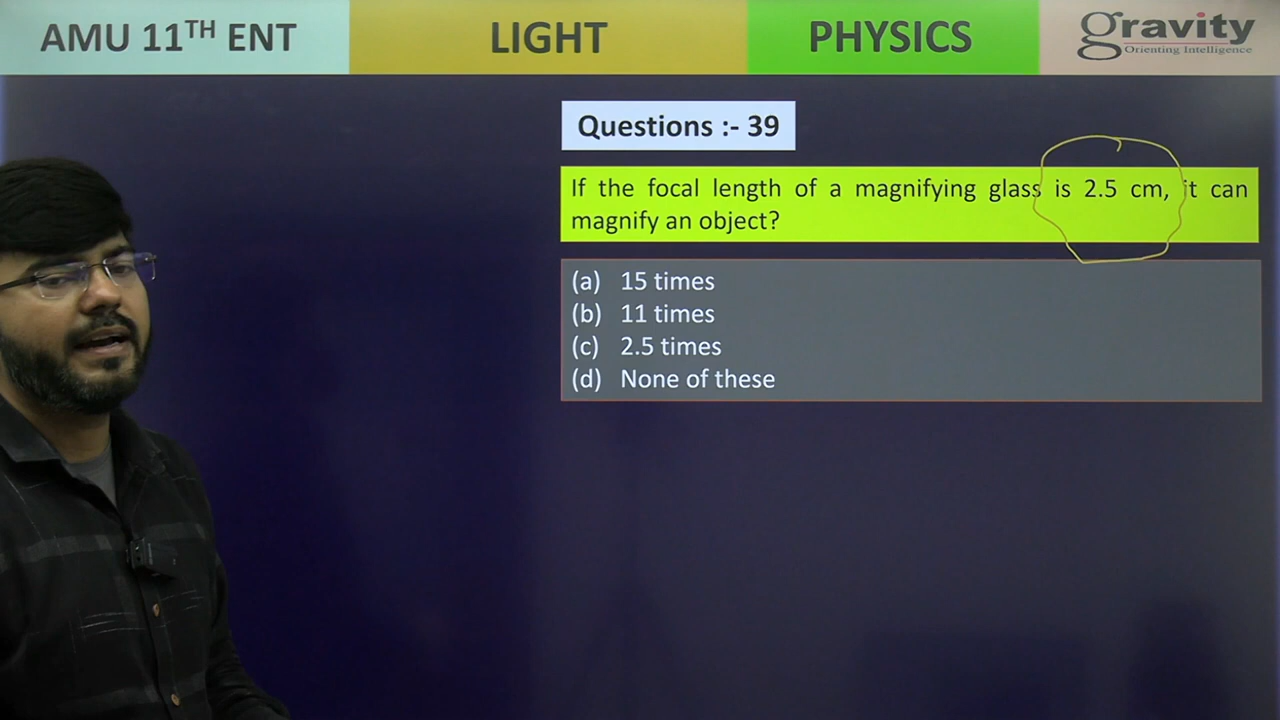 AMU 11TH ENT
LIGHT
PHYSICS
gravity
Orienting Intelligence
Questions :- 39
If the focal length of a magnifying glass is 2.5 cm, it can
magnify an object?
(a) 15 times
(b) 11 times
(c) 2.5 times
(d) None of these